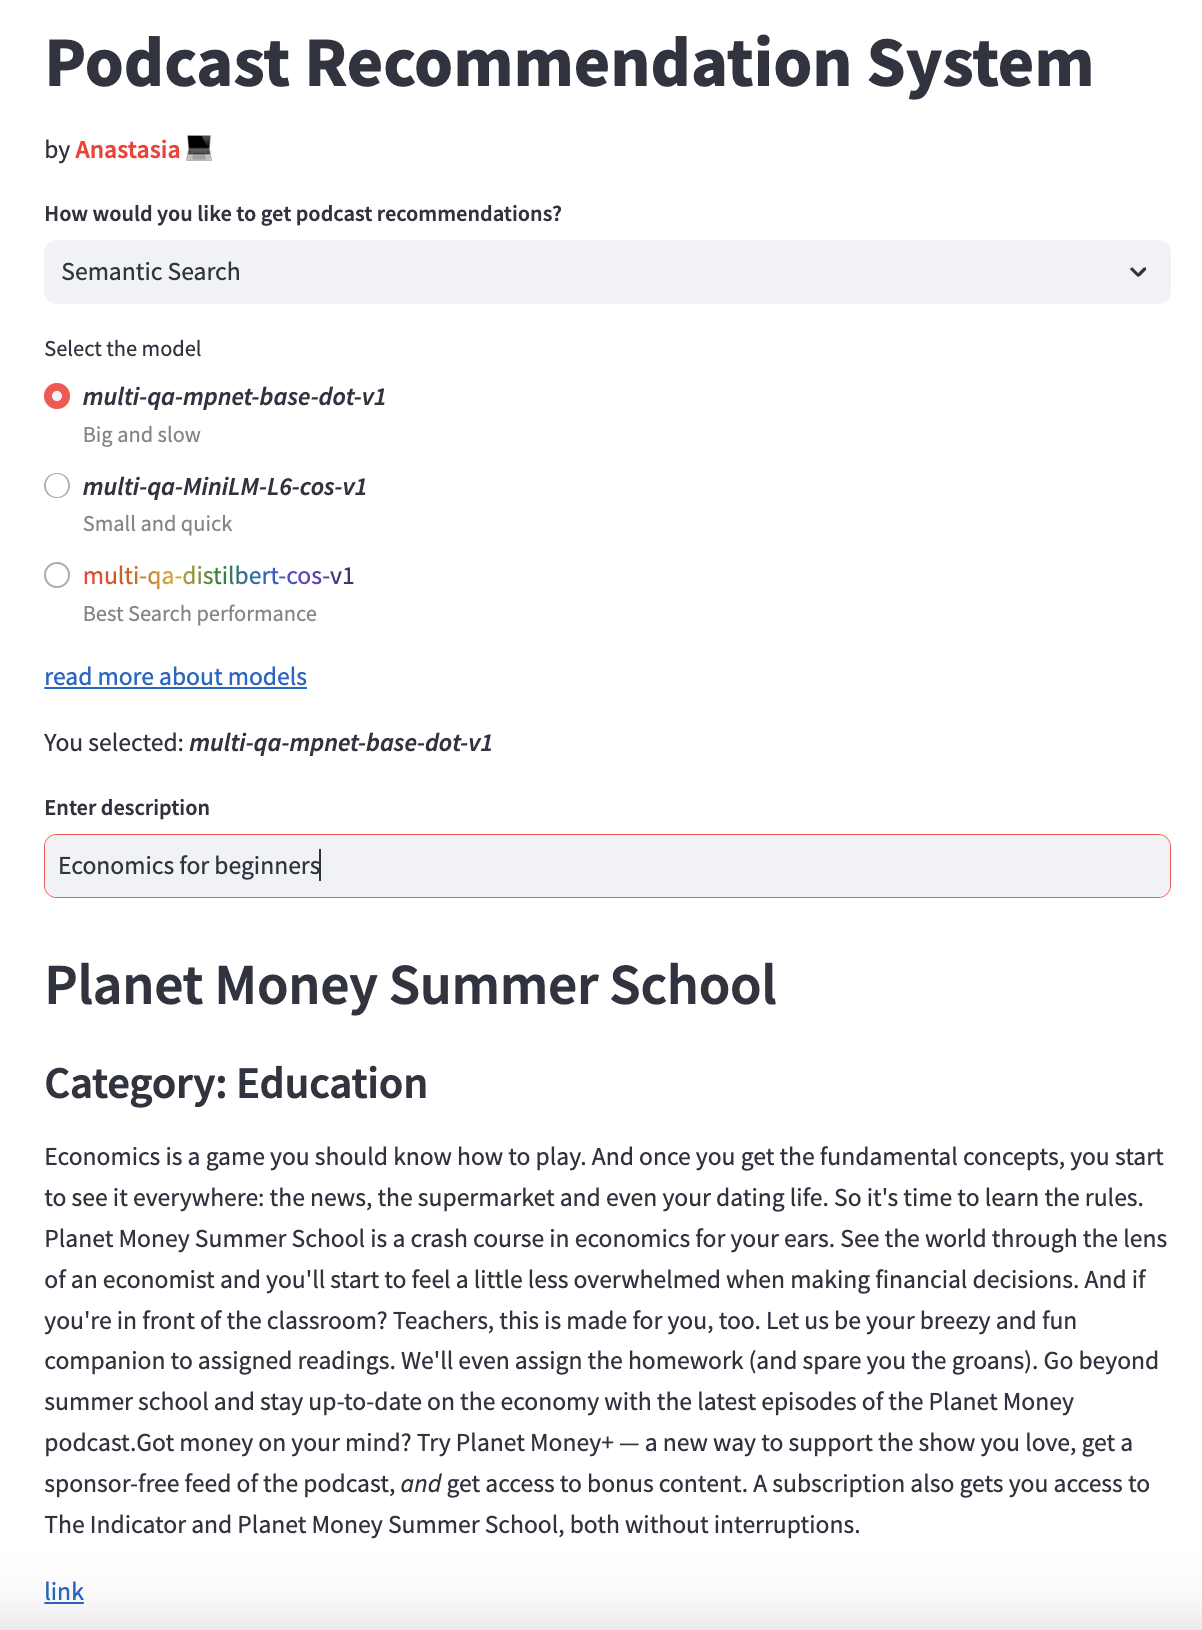 Podcast Recommendation System
by Anastasia 💻
How would you like to get podcast recommendations?
Semantic Search
Select the model
multi-qa-mpnet-base-dot-v1
Big and slow
multi-qa-MiniLM-L6-cos-v1
Small and quick
multi-qa-distilbert-cos-v1
Best Search performance
read more about models
You selected: multi-qa-mpnet-base-dot-v1
Enter description
Economics for beginners
Planet Money Summer School
Category: Education
Economics is a game you should know how to play. And once you get the fundamental concepts, you start
to see it everywhere: the news, the supermarket and even your dating life. So it's time to learn the rules.
Planet Money Summer School is a crash course in economics for your ears. See the world through the lens
of an economist and you'll start to feel a little less overwhelmed when making financial decisions. And if
you're in front of the classroom? Teachers, this is made for you, too. Let us be your breezy and fun
companion to assigned readings. We'll even assign the homework (and spare you the groans). Go beyond
summer school and stay up-to-date on the economy with the latest episodes of the Planet Money
podcast.Got money on your mind? Try Planet Money+ — a new way to support the show you love, get a
sponsor-free feed of the podcast, and get access to bonus content. A subscription also gets you access to
The Indicator and Planet Money Summer School, both without interruptions.
link